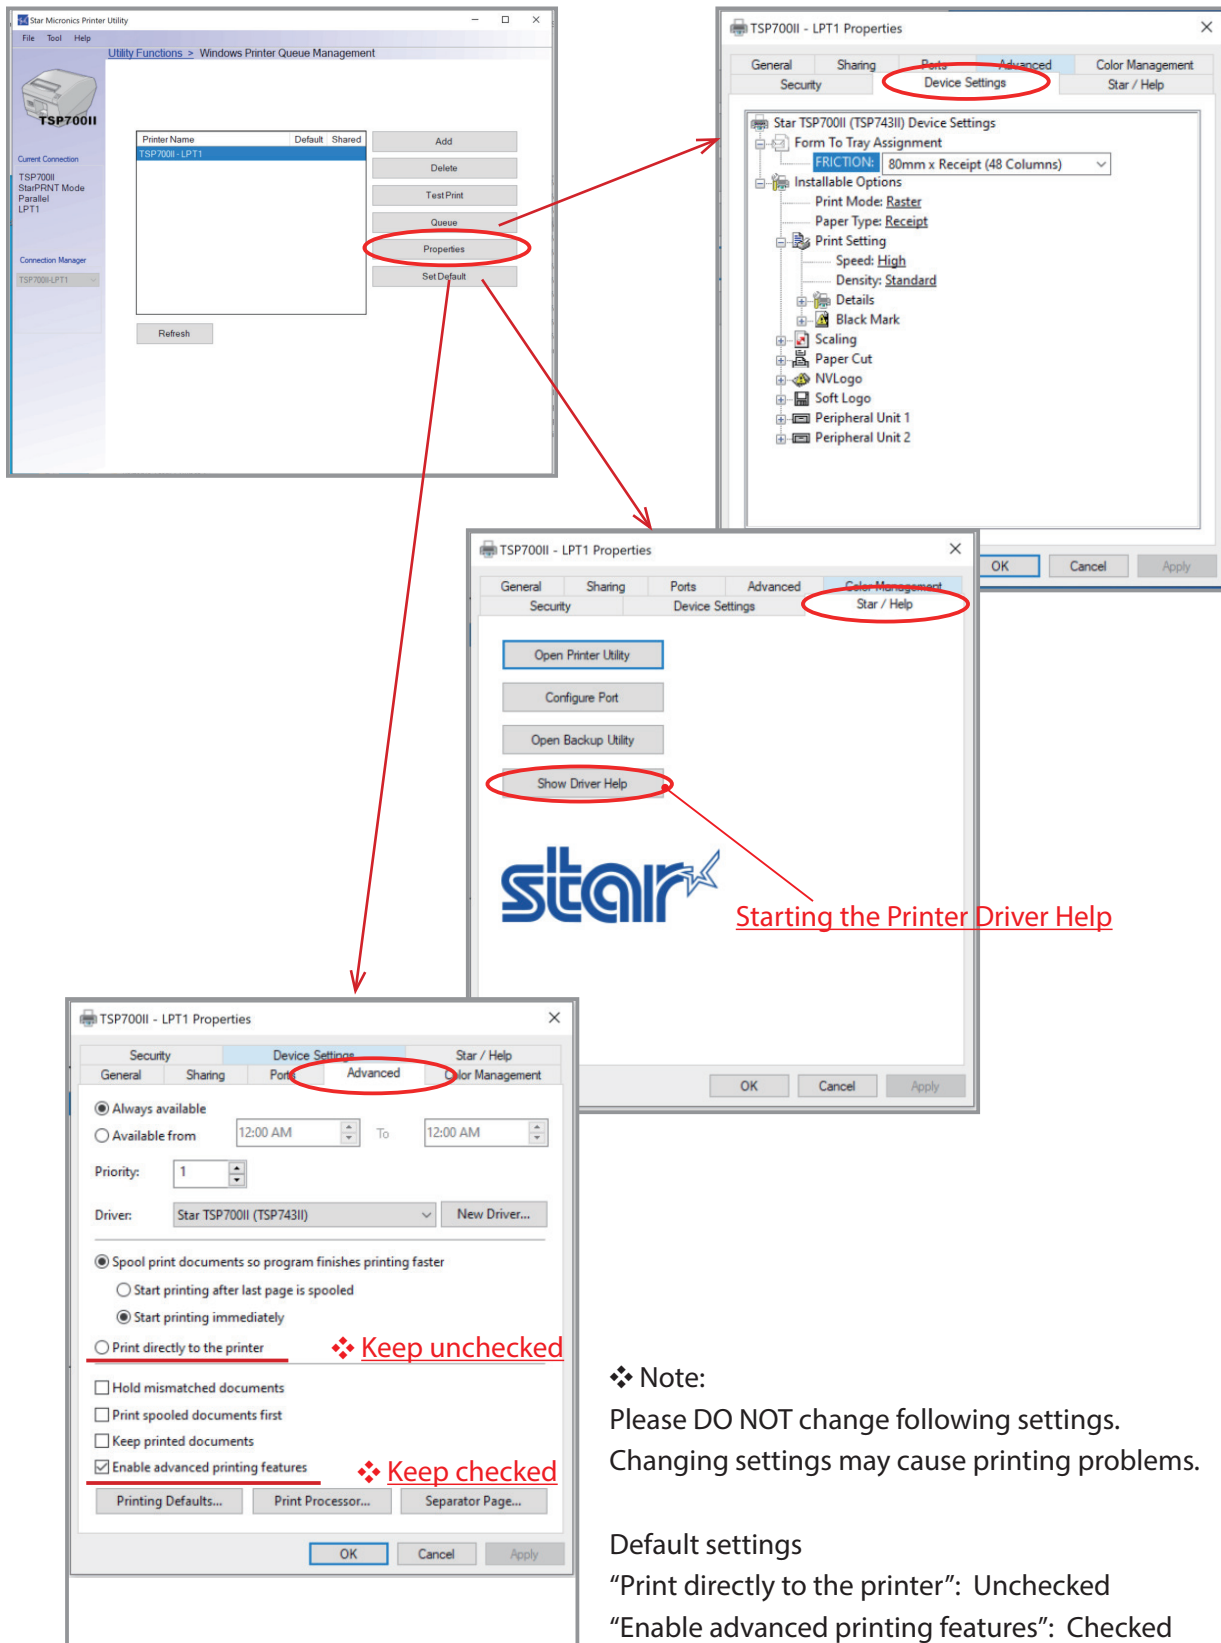 Star Micronics Printer Utility
File Tool Help
Utility Functions > Windows Printer Queue Management
TSP700II
Current Connection
TSP700II
StarPRNT Mode
Parallel
LPT1
Connection Manager
TSP700II-LPT1
Printer Name Default Shared
TSP700II - LPT1
Add
Delete
Test Print
Queue
Properties
Set Default
Refresh
TSP700II - LPT1 Properties
General Sharing Ports Advanced Color Management
Security Device Settings Star / Help
Star TSP700II (TSP743II) Device Settings
Form To Tray Assignment
FRICTION: 80mm x Receipt (48 Columns)
Installable Options
Print Mode: Raster
Paper Type: Receipt
Print Setting
Speed: High
Density: Standard
Details
Black Mark
Scaling
Paper Cut
NVLogo
Soft Logo
Peripheral Unit 1
Peripheral Unit 2
OK Cancel Apply
TSP700II - LPT1 Properties
General Sharing Ports Advanced Color Management
Security Device Settings Star / Help
Open Printer Utility
Configure Port
Open Backup Utility
Show Driver Help
star
Starting the Printer Driver Help
OK Cancel Apply
TSP700II - LPT1 Properties
Security Device Settings Star / Help
General Sharing Ports Advanced Color Management
Always available
Available from 12:00 AM To 12:00 AM
Priority: 1
Driver: Star TSP700II (TSP743II) New Driver...
Spool print documents so program finishes printing faster
Start printing after last page is spooled
Start printing immediately
Print directly to the printer ❖ Keep unchecked
Hold mismatched documents
Print spooled documents first
Keep printed documents
Enable advanced printing features ❖ Keep checked
Printing Defaults... Print Processor... Separator Page...
OK Cancel Apply
❖ Note:
Please DO NOT change following settings.
Changing settings may cause printing problems.
Default settings
“Print directly to the printer”: Unchecked
“Enable advanced printing features”: Checked